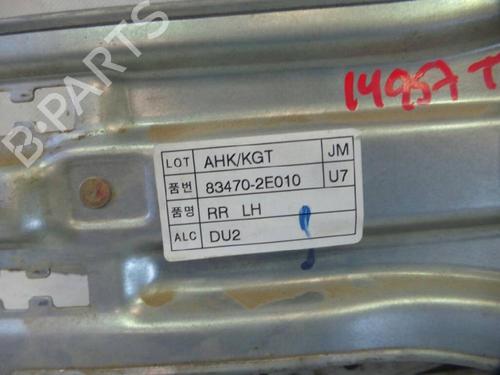 B-PARTS
14957 T
LOT AHK/KGT JM
품번 83470-2E010 U7
품명 RR LH
ALC DU2